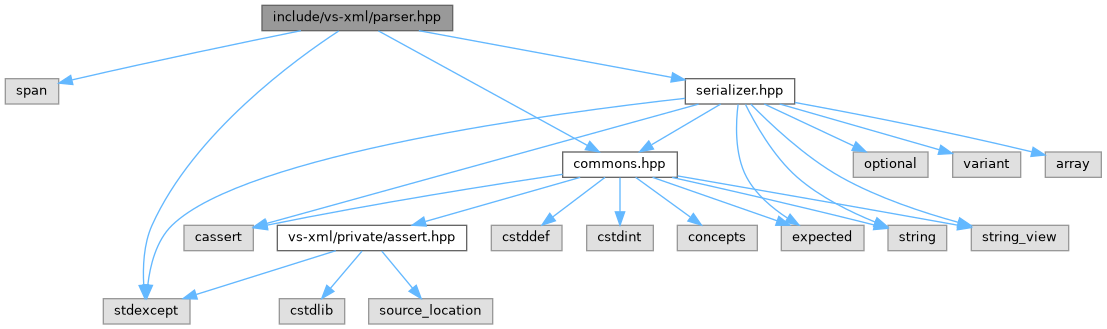 include/vs-xml/parser.hpp
span
serializer.hpp
commons.hpp
optional
variant
array
cassert
vs-xml/private/assert.hpp
cstddef
cstdint
concepts
expected
string
string_view
stdexcept
cstdlib
source_location